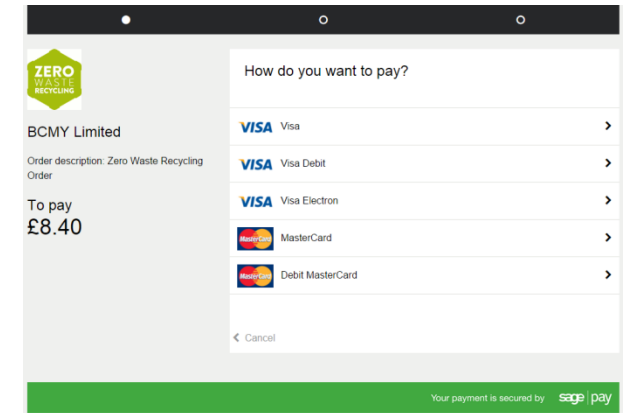 ZERO
WASTE
RECYCLING
BCMY Limited
Order description: Zero Waste Recycling
Order
To pay
£8.40
How do you want to pay?
VISA Visa
VISA Visa Debit
VISA Visa Electron
MasterCard MasterCard
MasterCard Debit MasterCard
Cancel
Your payment is secured by sage pay